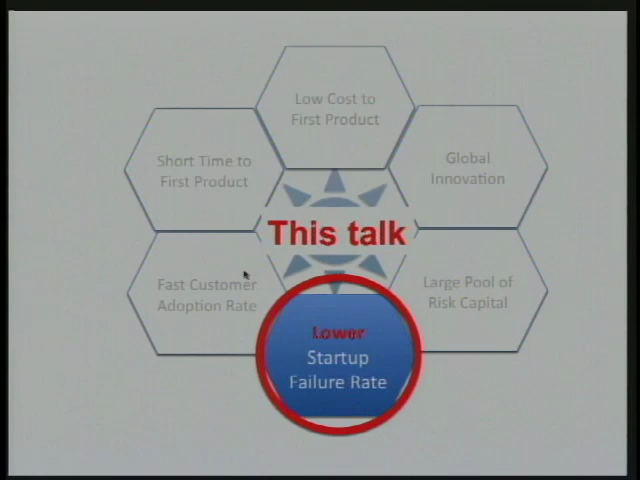 Low Cost to
First Product
Short Time to
First Product
Global
Innovation
This talk
Fast Customer
Adoption Rate
Large Pool of
Risk Capital
Lower
Startup
Failure Rate